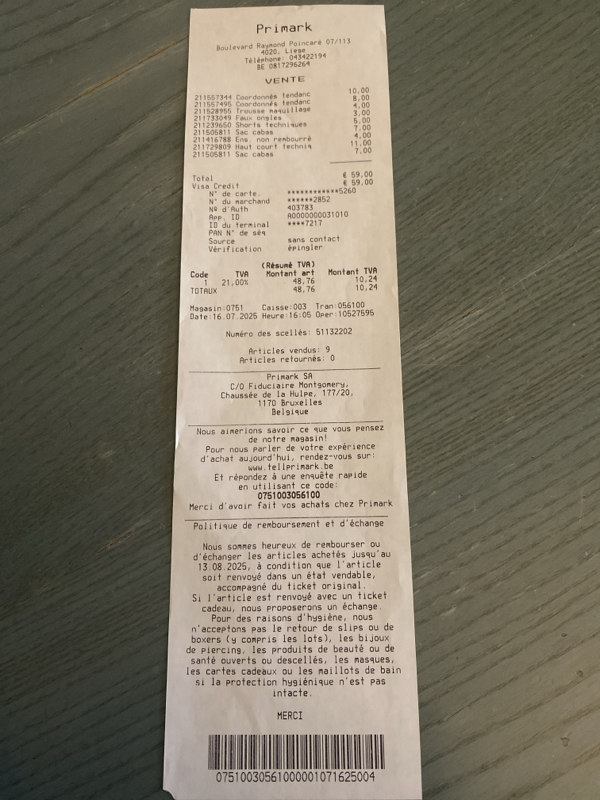 Primark
Boulevard Raymond Poincaré 07/113
4020, Liege
Téléphone: 043422194
BE 0817296264
VENTE
211557344 Coordonnés tendanc 10,00
211557495 Coordonnés tendanc 8,00
211528955 Trousse maquillage 4,00
211733049 Faux ongles 3,00
211239650 Shorts techniques 5,00
211505811 Sac cabas 7,00
211416788 Ens. non rembourré 4,00
211729809 Haut court techniq 11,00
211505811 Sac cabas 7,00
Total € 59,00
Visa Credit € 59,00
N° de carte. ************5260
N° du marchand ******2852
Nº d'Auth 403783
App. ID A0000000031010
ID du terminal ****7217
PAN N° de séq
Source sans contact
Vérification épingler
(Résumé TVA)
Code TVA Montant art Montant TVA
1 21,00% 48,76 10,24
TOTAUX 48,76 10,24
Magasin:0751 Caisse:003 Tran:056100
Date:16.07.2025 Heure:16:05 Oper:10527595
Numéro des scellés: 51132202
Articles vendus: 9
Articles retournés: 0
Primark SA
C/O Fiduciaire Montgomery,
Chaussée de la Hulpe, 177/20,
1170 Bruxelles
Belgique
Nous aimerions savoir ce que vous pensez
de notre magasin!
Pour nous parler de votre expérience
d'achat aujourd'hui, rendez-vous sur:
www.tellprimark.be
Et répondez à une enquête rapide
en utilisant ce code:
0751003056100
Merci d'avoir fait vos achats chez Primark
Politique de remboursement et d'échange
Nous sommes heureux de rembourser ou
d'échanger les articles achetés jusqu'au
13.08.2025, à condition que l'article
soit renvoyé dans un état vendable,
accompagné du ticket original.
Si l'article est renvoyé avec un ticket
cadeau, nous proposerons un échange.
Pour des raisons d'hygiène, nous
n'acceptons pas le retour de slips ou de
boxers (y compris les lots), les bijoux
de piercing, les produits de beauté ou de
santé ouverts ou descellés, les masques,
les cartes cadeaux ou les maillots de bain
si la protection hygiénique n'est pas
intacte.
MERCI
07510030561000001071625004